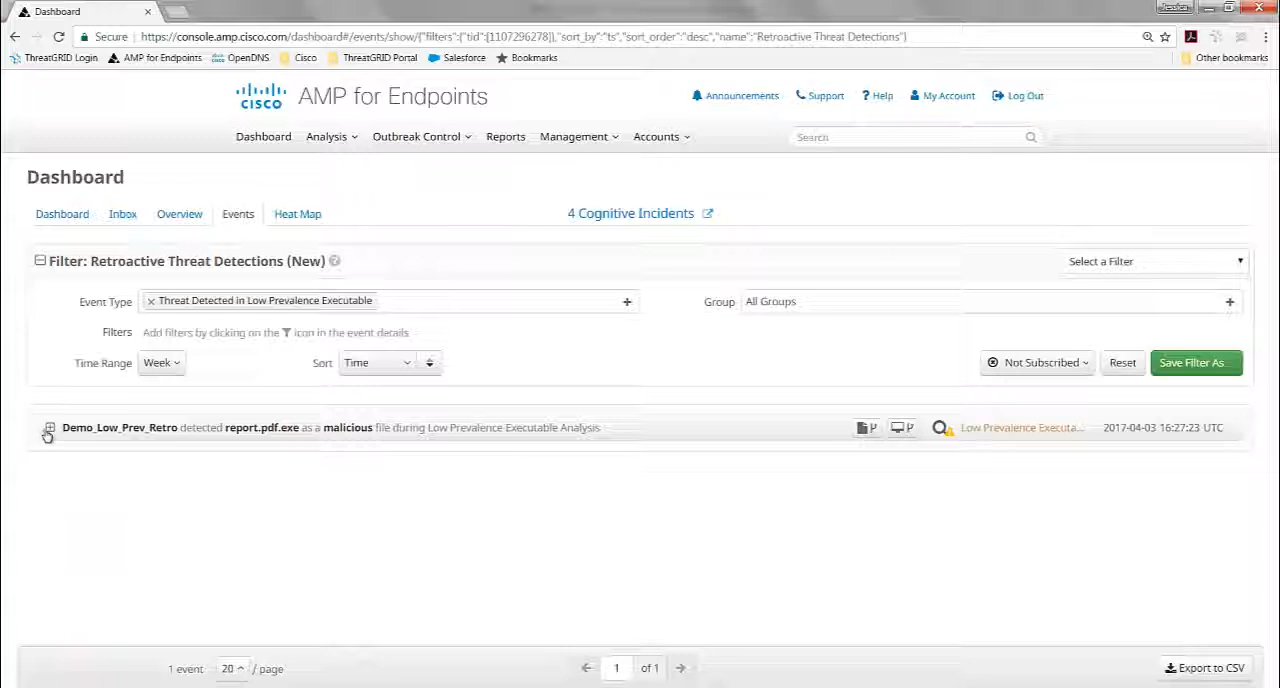 Dashboard
Jessica
Secure
https://console.amp.cisco.com/dashboard#/events/show/{"filters":{"tid":[1107296278]},"sort_by":"ts","sort_order":"desc","name":"Retroactive Threat Detections"}
ThreatGRID Login AMP for Endpoints OpenDNS Cisco ThreatGRID Portal Salesforce Bookmarks Other bookmarks
CISCO AMP for Endpoints
Announcements Support ? Help My Account Log Out
Dashboard Analysis Outbreak Control Reports Management Accounts Search
Dashboard
Dashboard Inbox Overview Events Heat Map 4 Cognitive Incidents
Filter: Retroactive Threat Detections (New) Select a Filter
Event Type × Threat Detected in Low Prevalence Executable + Group All Groups +
Filters Add filters by clicking on the icon in the event details
Time Range Week Sort Time Not Subscribed Reset Save Filter As...
Demo_Low_Prev_Retro detected report.pdf.exe as a malicious file during Low Prevalence Executable Analysis P P Low Prevalence Executa... 2017-04-03 16:27:23 UTC
1 event 20 / page 1 of 1 Export to CSV